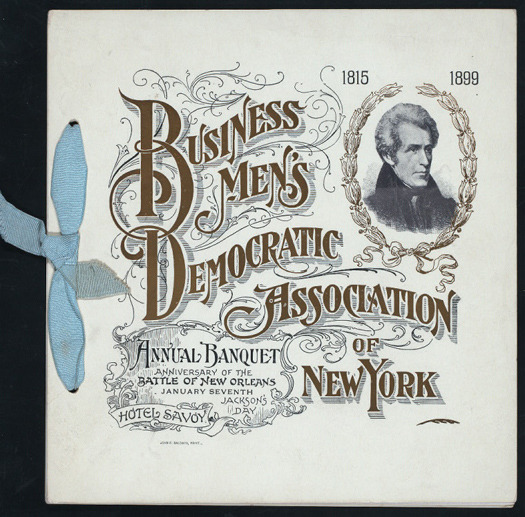 1815 1899
BUSINESS
MEN'S
DEMOCRATIC
ASSOCIATION
OF
NEW YORK
ANNUAL BANQUET
ANNIVERSARY OF THE
BATTLE OF NEW ORLEANS
JANUARY SEVENTH
JACKSON'S
DAY
HOTEL SAVOY